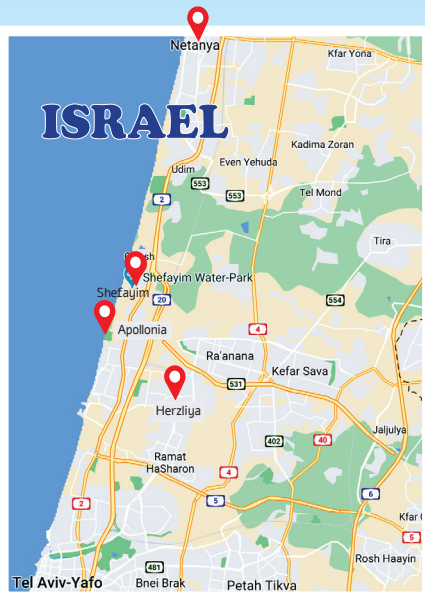 Netanya
Kfar Yona
ISRAEL
Kadima Zoran
Even Yehuda
Udim
553
553
2
Tel Mond
Tira
Shefayim Water-Park
Shefayim
20
554
Apollonia
4
Ra'anana
Kefar Sava
531
Herzliya
Jaljulya
402
40
Ramat
HaSharon
4
6
5
2
Kfar
5
Rosh Haayin
481
Tel Aviv-Yafo
Bnei Brak
Petah Tikva